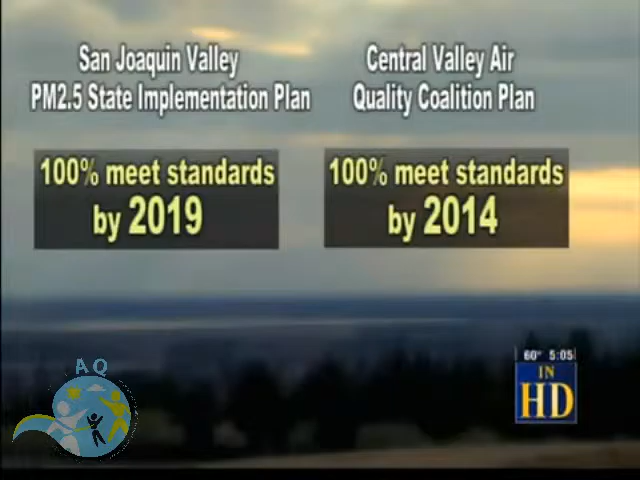 San Joaquin Valley
PM2.5 State Implementation Plan
100% meet standards
by 2019
Central Valley Air
Quality Coalition Plan
100% meet standards
by 2014
AQ
60° 5:05
IN
HD